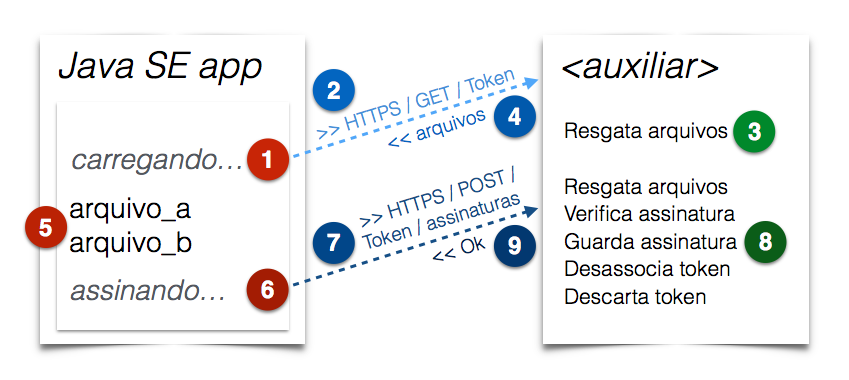 Java SE app
carregando...
1
5
arquivo_a
arquivo_b
assinando...
6
2
>> HTTPS / GET / Token
<< arquivos
4
>> HTTPS / POST /
Token / assinaturas
7
<< Ok
9
<auxiliar>
Resgata arquivos
3
Resgata arquivos
Verifica assinatura
Guarda assinatura
8
Desassocia token
Descarta token